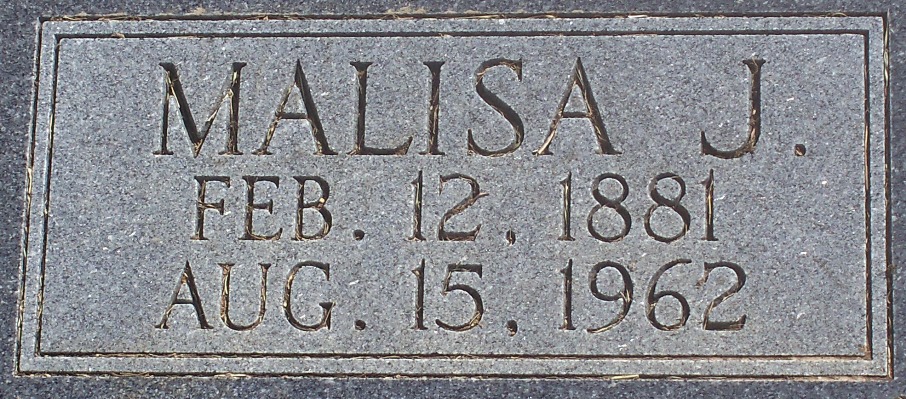 MALISA J.
FEB. 12, 1881
AUG. 15, 1962